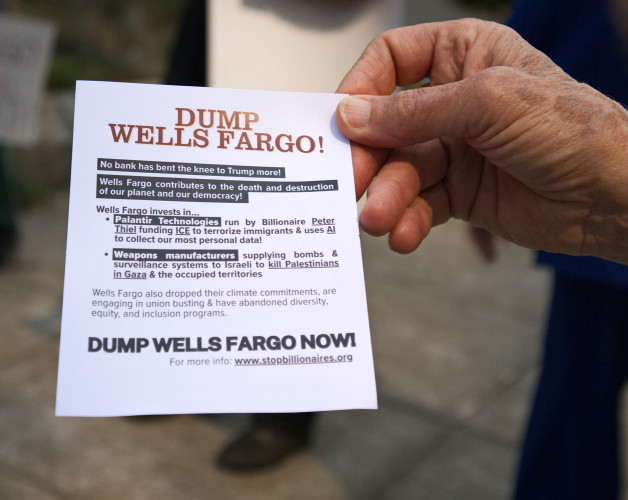 DUMP
WELLS FARGO!
No bank has bent the knee to Trump more!
Wells Fargo contributes to the death and destruction
of our planet and our democracy!
Wells Fargo invests in...
• Palantir Technologies run by Billionaire Peter
Thiel funding ICE to terrorize immigrants & uses AI
to collect our most personal data!
• Weapons manufacturers supplying bombs &
surveillance systems to Israeli to kill Palestinians
in Gaza & the occupied territories
Wells Fargo also dropped their climate commitments, are
engaging in union busting & have abandoned diversity,
equity, and inclusion programs.
DUMP WELLS FARGO NOW!
For more info: www.stopbillionaires.org